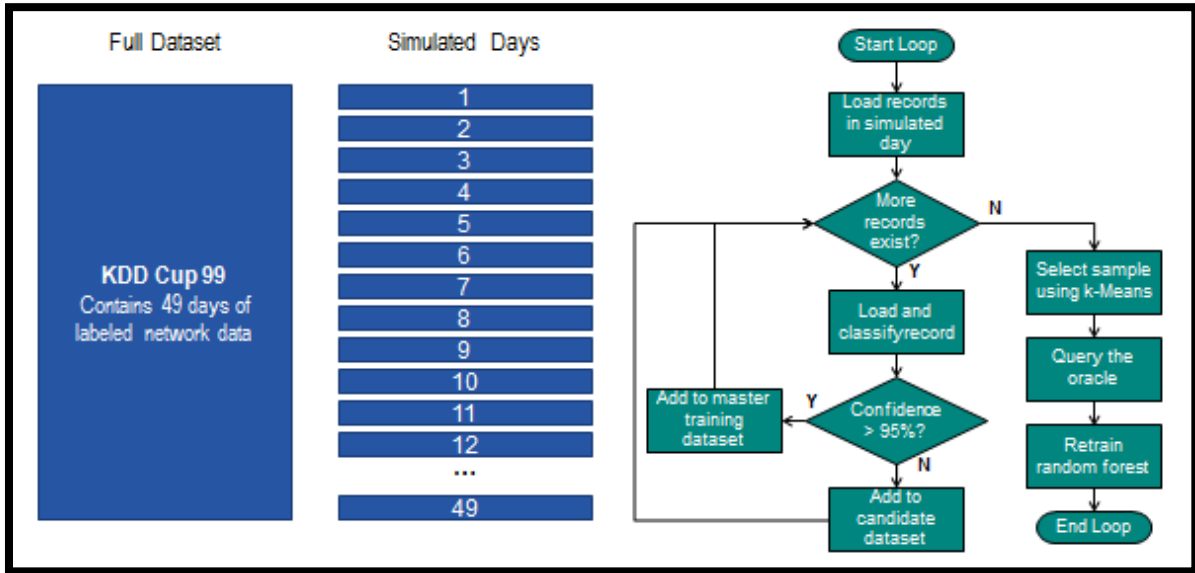 Full Dataset
KDD Cup 99
Contains 49 days of
labeled network data
Simulated Days
1
2
3
4
5
6
7
8
9
10
11
12
...
49
Start Loop
Load records
in simulated
day
More
records
exist?
N
Y
Load and
classifyrecord
Confidence
> 95%?
Y
N
Add to master
training
dataset
Add to
candidate
dataset
Select sample
using k-Means
Query the
oracle
Retrain
random forest
End Loop